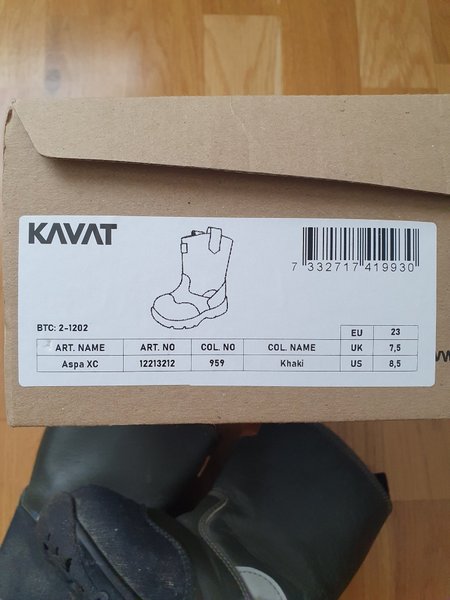 KAVAT
7 332717 419930
BTC: 2-1202
EU 23
ART. NAME ART. NO COL. NO COL. NAME UK 7,5
Aspa XC 12213212 959 Khaki US 8,5